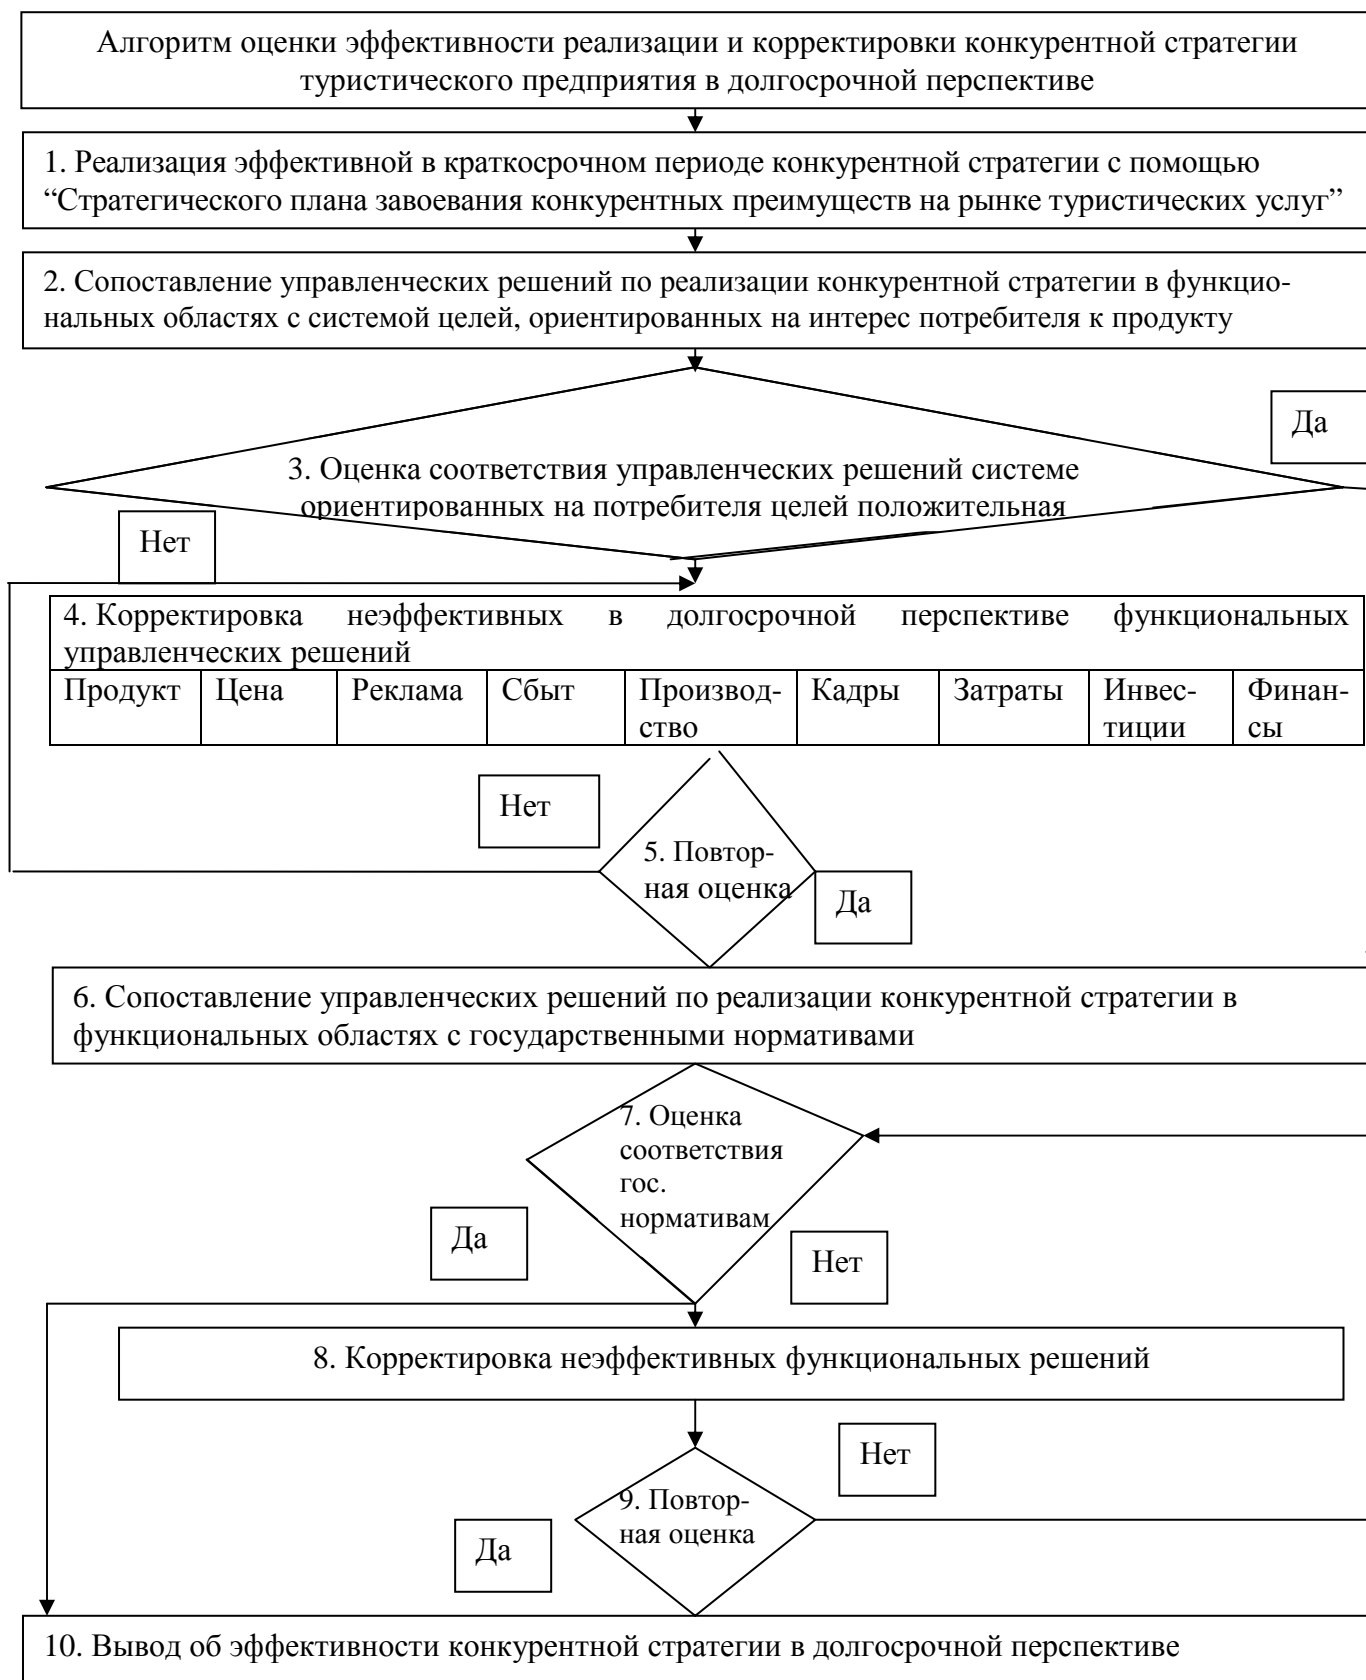 Алгоритм оценки эффективности реализации и корректировки конкурентной стратегии
туристического предприятия в долгосрочной перспективе
1. Реализация эффективной в краткосрочном периоде конкурентной стратегии с помощью
“Стратегического плана завоевания конкурентных преимуществ на рынке туристических услуг”
2. Сопоставление управленческих решений по реализации конкурентной стратегии в функцио-
нальных областях с системой целей, ориентированных на интерес потребителя к продукту
Да
3. Оценка соответствия управленческих решений системе
ориентированных на потребителя целей положительная
Нет
4. Корректировка неэффективных в долгосрочной перспективе функциональных
управленческих решений
Продукт
Цена
Реклама
Сбыт
Производ-
ство
Кадры
Затраты
Инвес-
тиции
Финан-
сы
Нет
5. Повтор-
ная оценка
Да
6. Сопоставление управленческих решений по реализации конкурентной стратегии в
функциональных областях с государственными нормативами
7. Оценка
соответствия
гос.
нормативам
Да
Нет
8. Корректировка неэффективных функциональных решений
Нет
9. Повтор-
ная оценка
Да
10. Вывод об эффективности конкурентной стратегии в долгосрочной перспективе